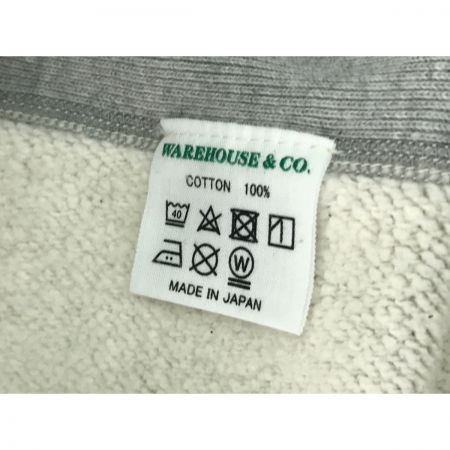 WAREHOUSE & CO.
COTTON 100%
40
W
MADE IN JAPAN